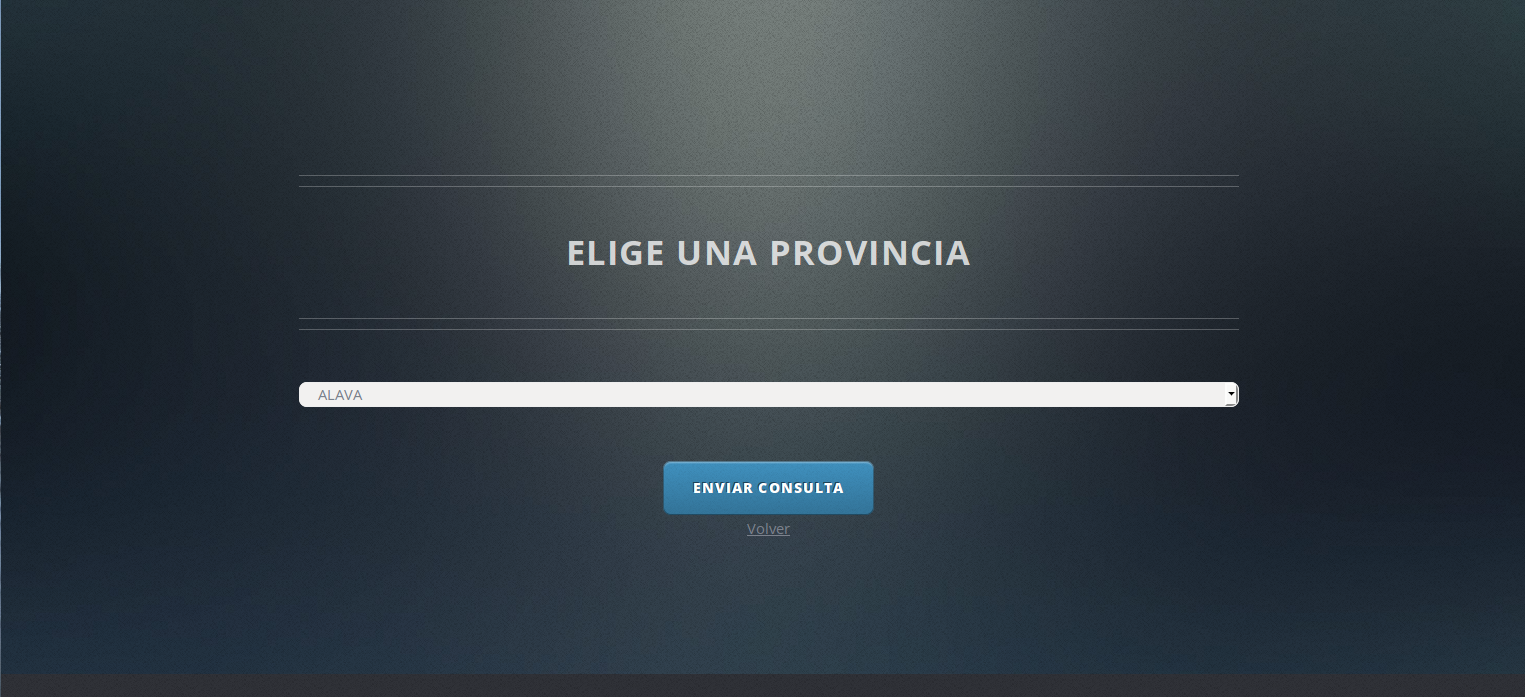 ELIGE UNA PROVINCIA
ALAVA
ENVIAR CONSULTA
Volver